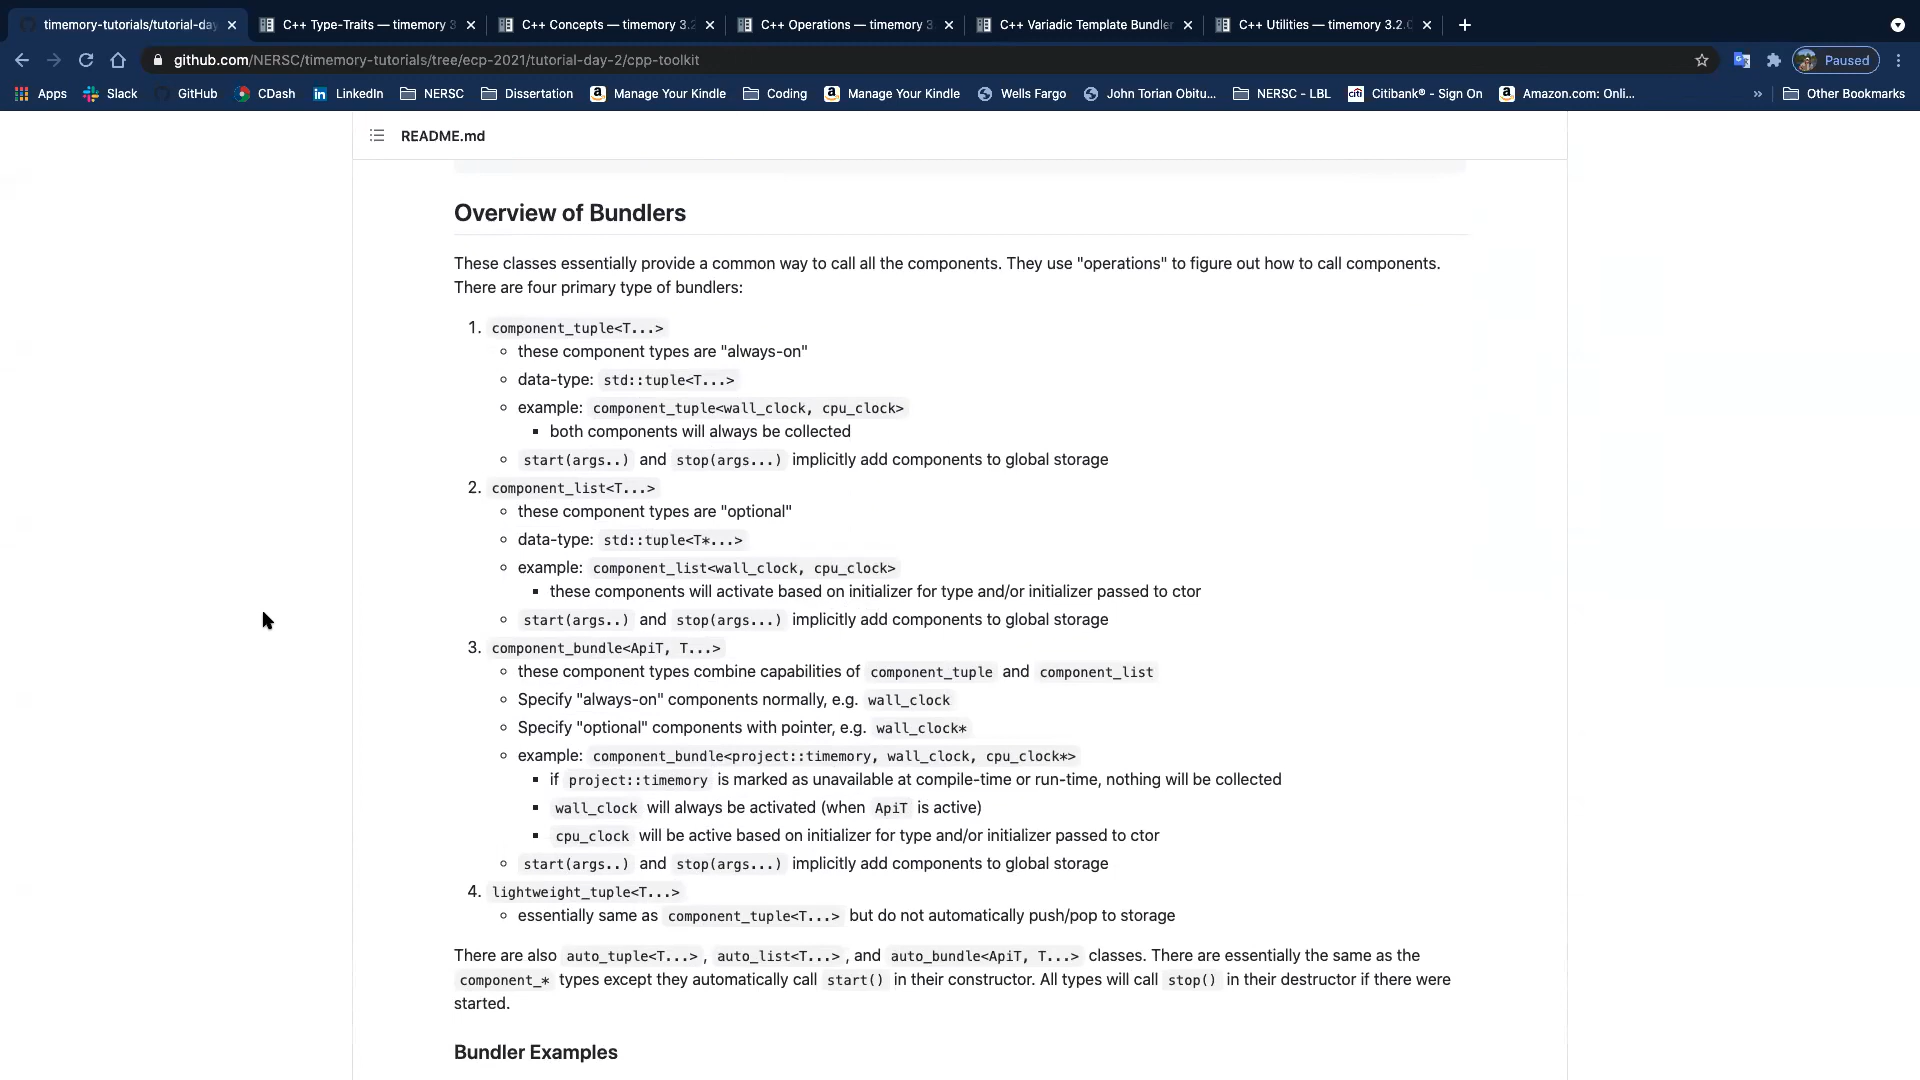 timemory-tutorials/tutorial-day
C++ Type-Traits — timemory 3
C++ Concepts — timemory 3.2
C++ Operations — timemory 3.
C++ Variadic Template Bundler
C++ Utilities — timemory 3.2.0
github.com/NERSC/timemory-tutorials/tree/ecp-2021/tutorial-day-2/cpp-toolkit
Paused
Apps Slack GitHub CDash LinkedIn NERSC Dissertation Manage Your Kindle Coding Manage Your Kindle Wells Fargo John Torian Obitu... NERSC - LBL Citibank® - Sign On Amazon.com: Onli... » Other Bookmarks
README.md
Overview of Bundlers
These classes essentially provide a common way to call all the components. They use "operations" to figure out how to call components.
There are four primary type of bundlers:
1. component_tuple<T...>
these component types are "always-on"
data-type: std::tuple<T...>
example: component_tuple<wall_clock, cpu_clock>
both components will always be collected
start(args..) and stop(args...) implicitly add components to global storage
2. component_list<T...>
these component types are "optional"
data-type: std::tuple<T*...>
example: component_list<wall_clock, cpu_clock>
these components will activate based on initializer for type and/or initializer passed to ctor
start(args..) and stop(args...) implicitly add components to global storage
3. component_bundle<ApiT, T...>
these component types combine capabilities of component_tuple and component_list
Specify "always-on" components normally, e.g. wall_clock
Specify "optional" components with pointer, e.g. wall_clock*
example: component_bundle<project::timemory, wall_clock, cpu_clock*>
if project::timemory is marked as unavailable at compile-time or run-time, nothing will be collected
wall_clock will always be activated (when ApiT is active)
cpu_clock will be active based on initializer for type and/or initializer passed to ctor
start(args..) and stop(args...) implicitly add components to global storage
4. lightweight_tuple<T...>
essentially same as component_tuple<T...> but do not automatically push/pop to storage
There are also auto_tuple<T...>, auto_list<T...>, and auto_bundle<ApiT, T...> classes. There are essentially the same as the
component_* types except they automatically call start() in their constructor. All types will call stop() in their destructor if there were
started.
Bundler Examples